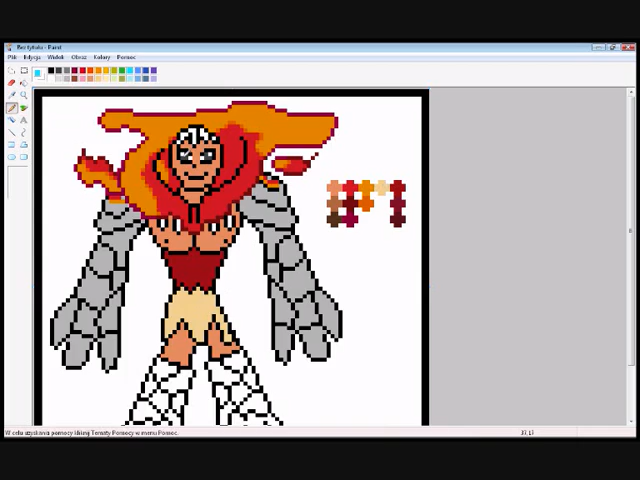 Bez tytułu - Paint
Plik Edycja Widok Obraz Kolory Pomoc
W celu uzyskania pomocy kliknij Tematy Pomocy w menu Pomoc.